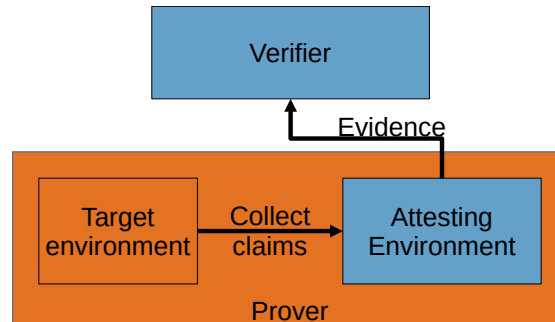 Verifier
Evidence
Target
environment
Collect
claims
Attesting
Environment
Prover